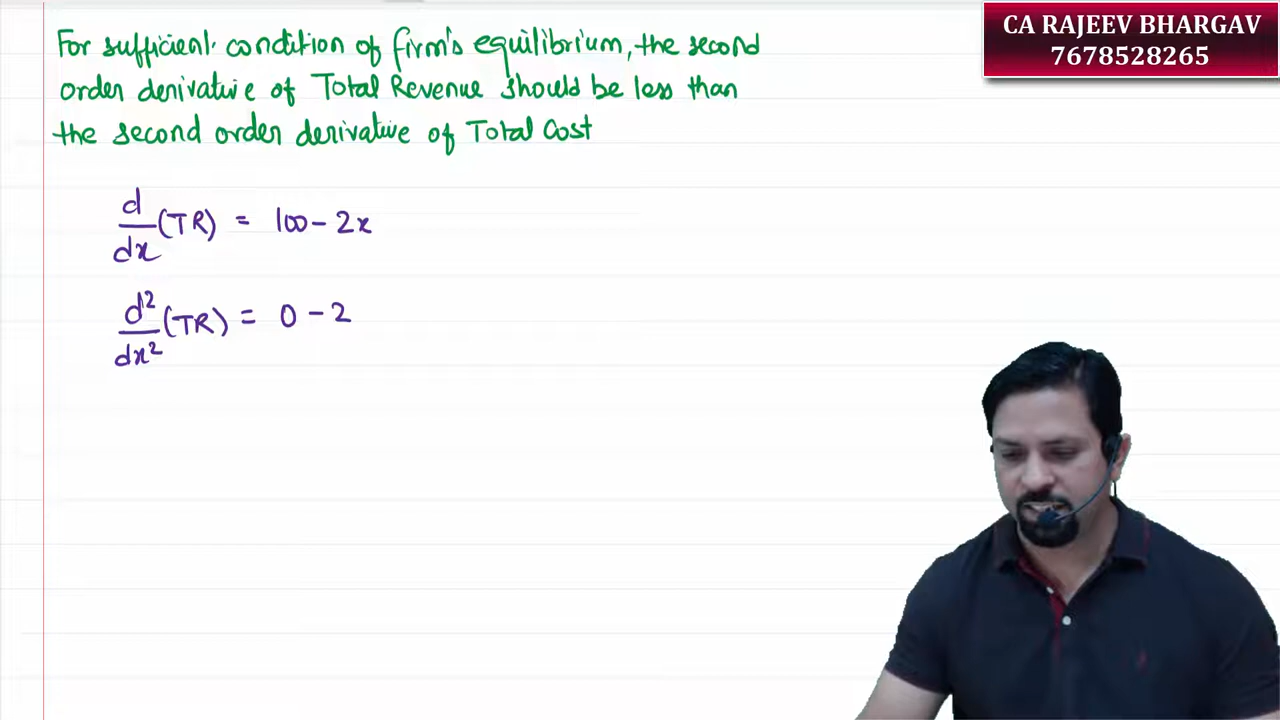 CA RAJEEV BHARGAV
7678528265
For sufficient condition of firm's equilibrium, the second
order derivative of Total Revenue should be less than
the second order derivative of Total Cost
d/dx (TR) = 100 - 2x
d²/dx² (TR) = 0 - 2